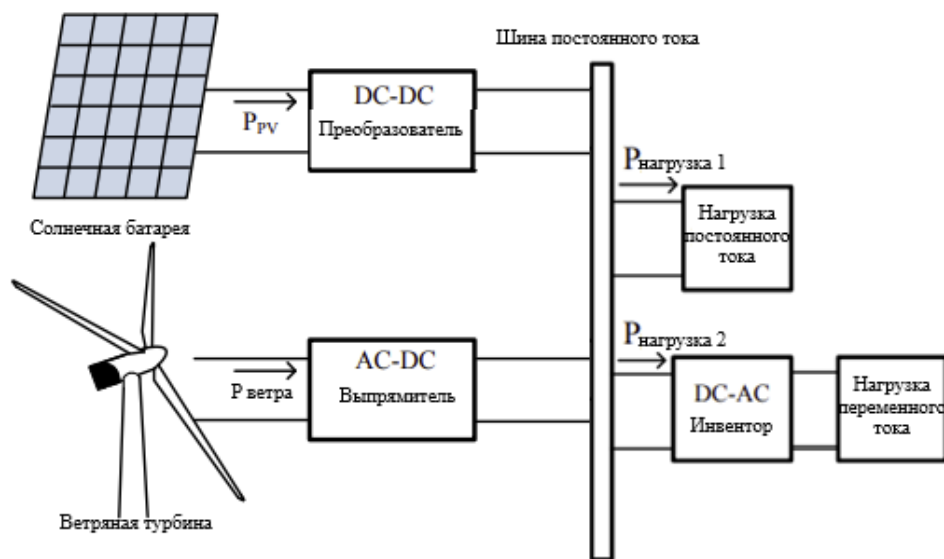 Шина постоянного тока
DC-DC
Преобразователь
P_PV
Солнечная батарея
Pнагрузка 1
Нагрузка
постоянного
тока
AC-DC
Выпрямитель
P ветра
Ветряная турбина
Pнагрузка 2
DC-AC
Инвентор
Нагрузка
переменного
тока